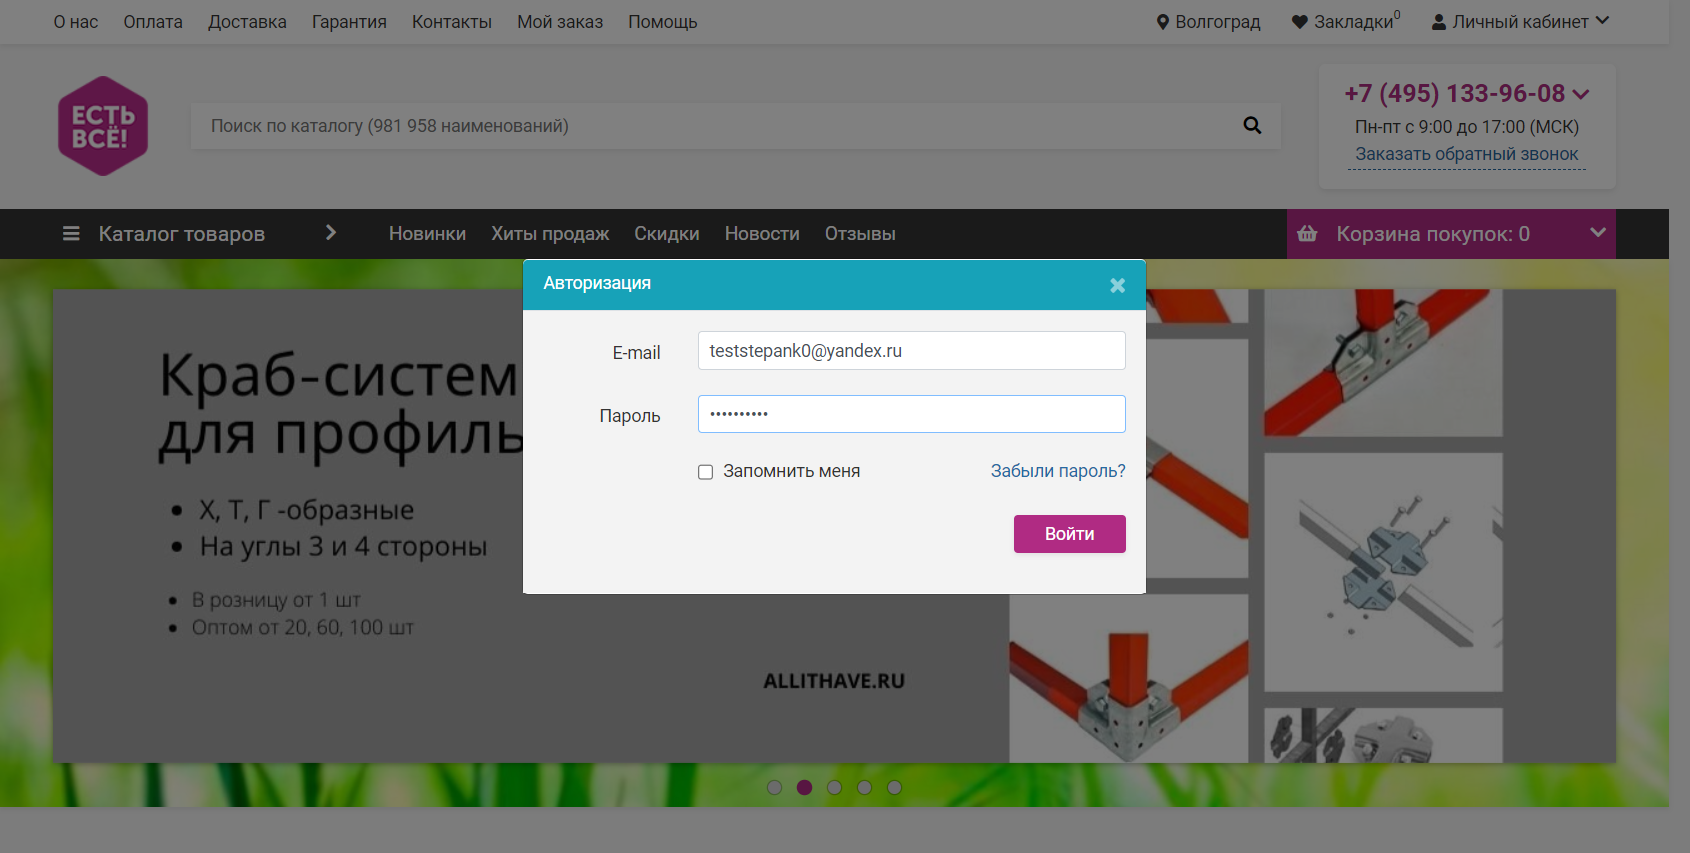 О нас Оплата Доставка Гарантия Контакты Мой заказ Помощь Волгоград Закладки0 Личный кабинет
ЕСТЬ
ВСЁ!
Поиск по каталогу (981 958 наименований)
+7 (495) 133-96-08
Пн-пт с 9:00 до 17:00 (МСК)
Заказать обратный звонок
Каталог товаров Новинки Хиты продаж Скидки Новости Отзывы Корзина покупок: 0
Авторизация
E-mail teststepank0@yandex.ru
Пароль ••••••••••
Запомнить меня Забыли пароль?
Войти
Краб-систем
для профиль
• Х, Т, Г -образные
• На углы 3 и 4 стороны
• В розницу от 1 шт
• Оптом от 20, 60, 100 шт
ALLITHAVE.RU